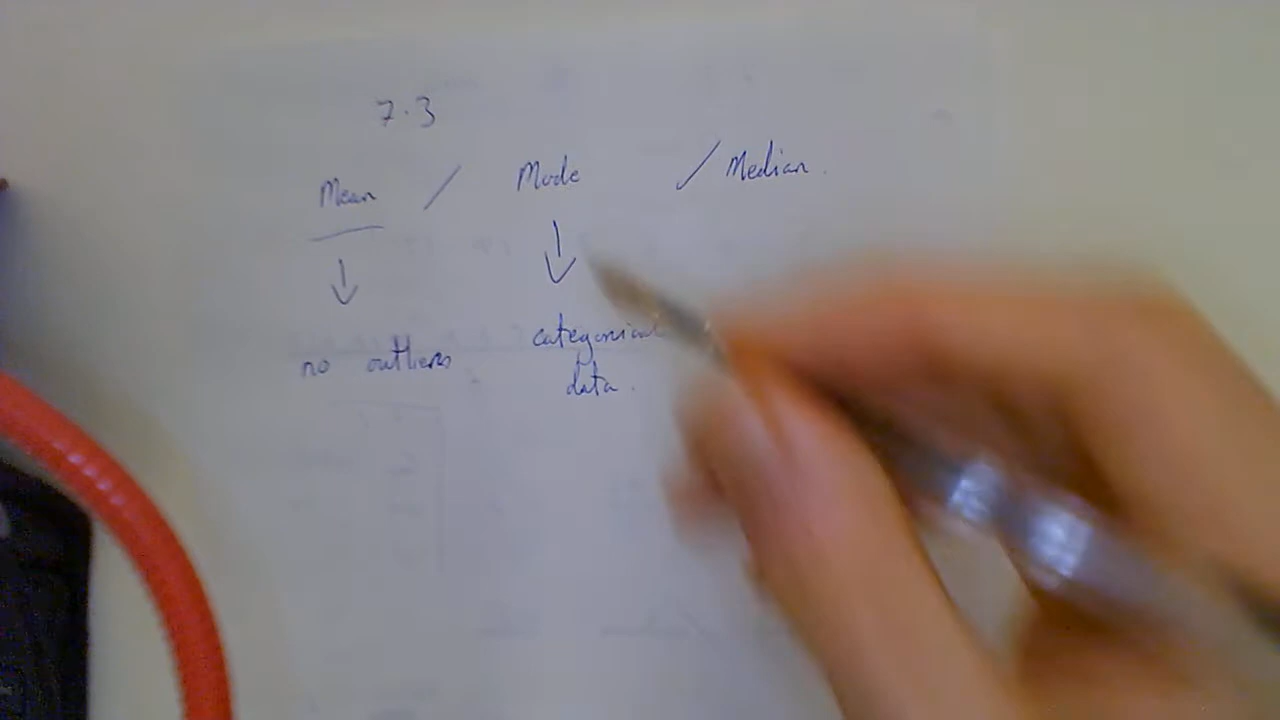 7.3
Mean / Mode / Median.
no outliers
categorical
data.